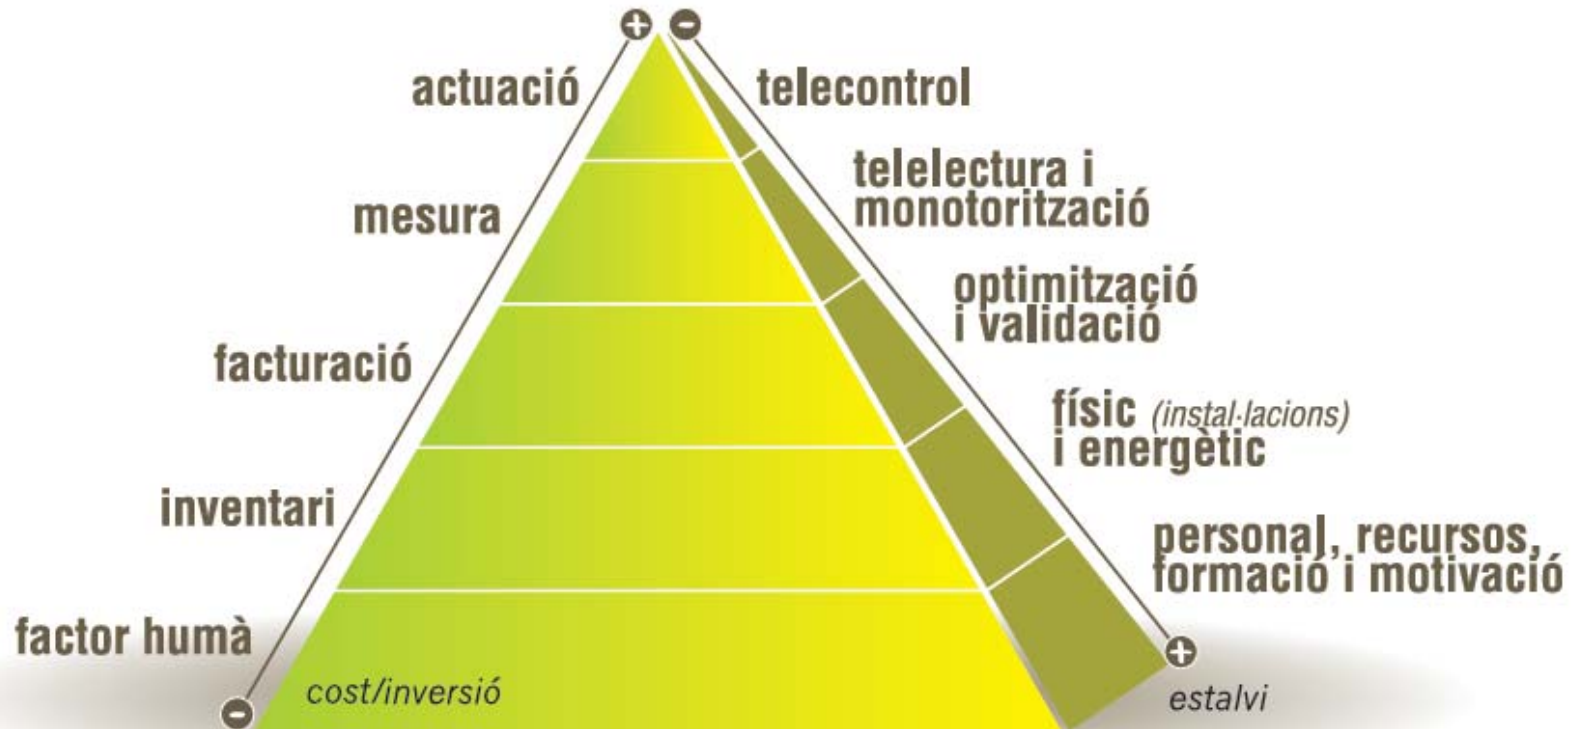 + -
actuació
telecontrol
telelectura i
monotorització
mesura
optimització
i validació
facturació
físic (instal·lacions)
i energètic
inventari
personal, recursos,
formació i motivació
factor humà
+
cost/inversió
estalvi
-